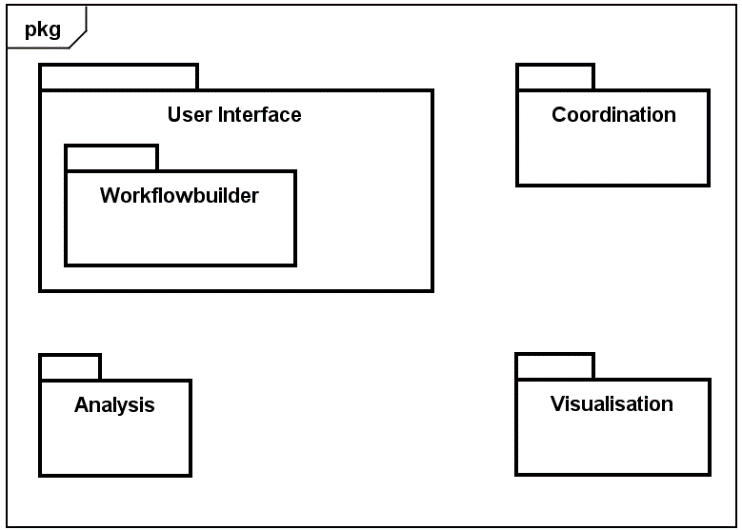 pkg
User Interface
Coordination
Workflowbuilder
Analysis
Visualisation